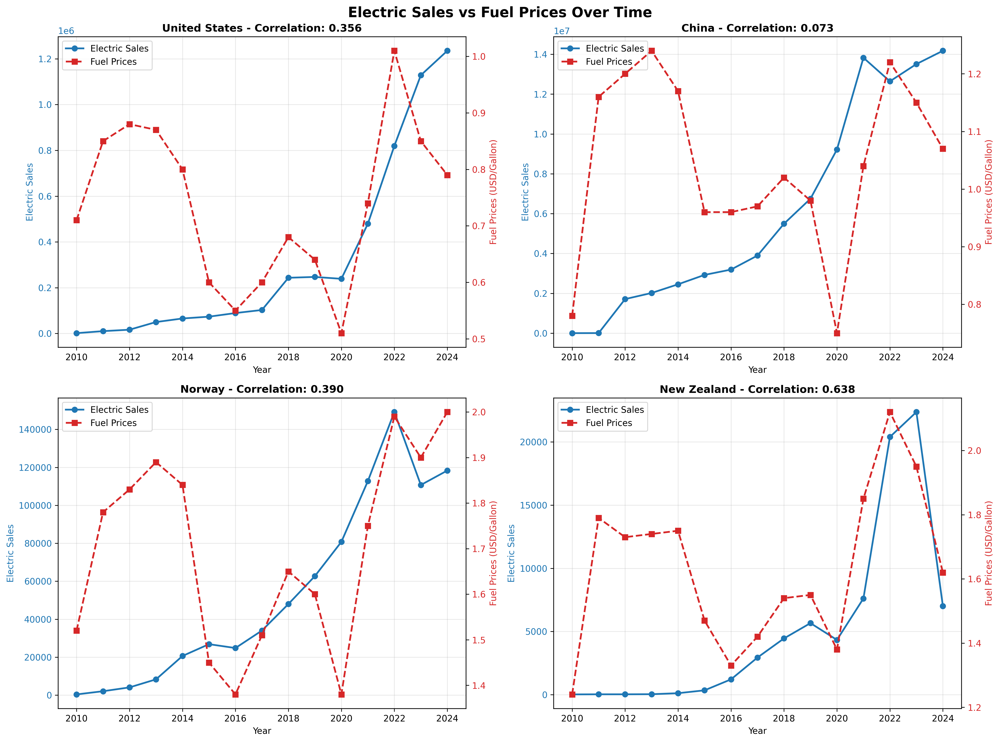 Electric Sales vs Fuel Prices Over Time
United States - Correlation: 0.356
1e6
Electric Sales
Fuel Prices
1.2
1.0
0.8
0.6
0.4
0.2
0.0
Electric Sales
1.0
0.9
0.8
0.7
0.6
0.5
Fuel Prices (USD/Gallon)
2010 2012 2014 2016 2018 2020 2022 2024
Year
China - Correlation: 0.073
1e7
Electric Sales
Fuel Prices
1.4
1.2
1.0
0.8
0.6
0.4
0.2
0.0
Electric Sales
1.2
1.1
1.0
0.9
0.8
Fuel Prices (USD/Gallon)
2010 2012 2014 2016 2018 2020 2022 2024
Year
Norway - Correlation: 0.390
Electric Sales
Fuel Prices
140000
120000
100000
80000
60000
40000
20000
0
Electric Sales
2.0
1.9
1.8
1.7
1.6
1.5
1.4
Fuel Prices (USD/Gallon)
2010 2012 2014 2016 2018 2020 2022 2024
Year
New Zealand - Correlation: 0.638
Electric Sales
Fuel Prices
20000
15000
10000
5000
0
Electric Sales
2.0
1.8
1.6
1.4
1.2
Fuel Prices (USD/Gallon)
2010 2012 2014 2016 2018 2020 2022 2024
Year